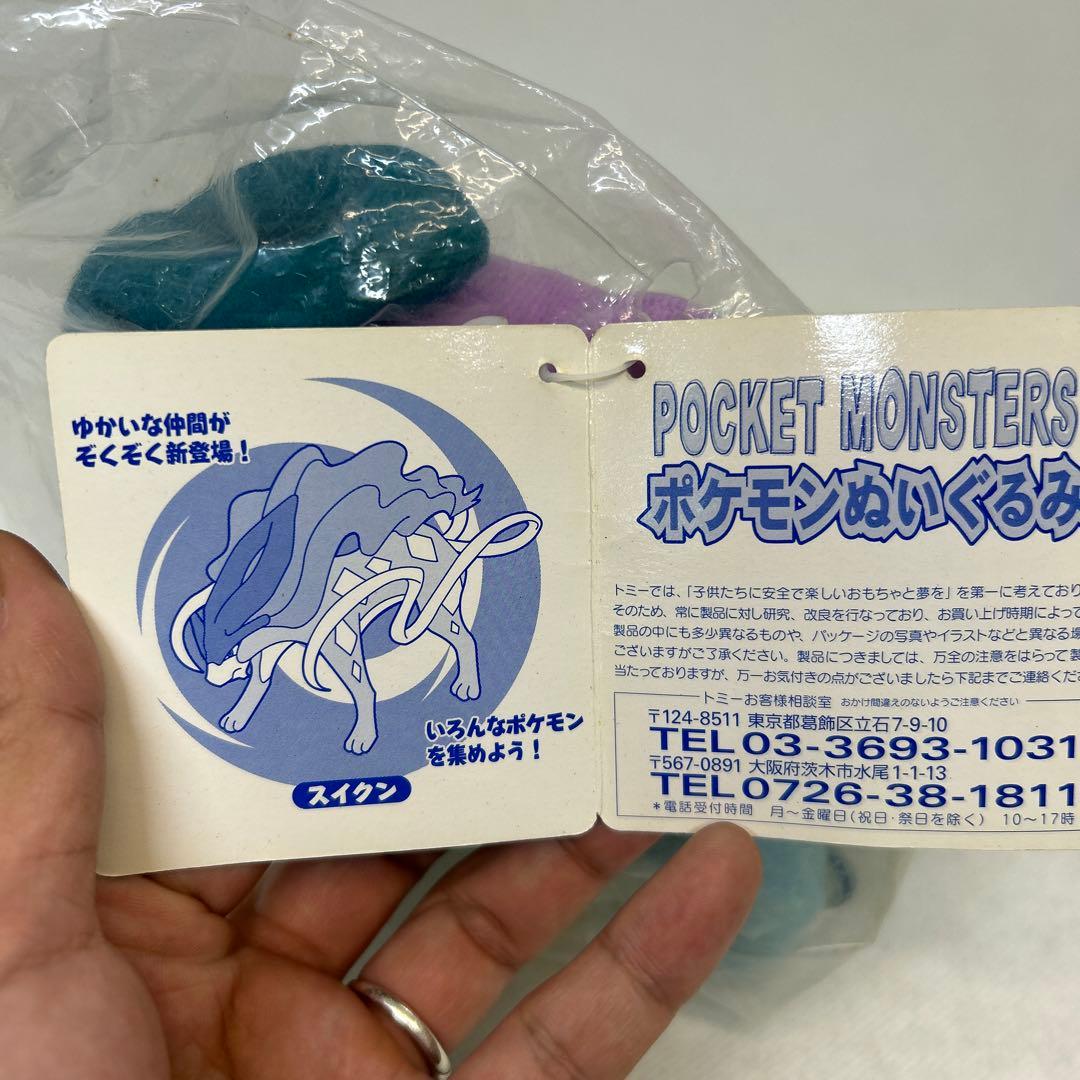 ゆかいな仲間が
ぞくぞく新登場！
いろんなポケモン
を集めよう！
スイクン
POCKET MONSTERS
ポケモンぬいぐるみ
トミーでは、「子供たちに安全で楽しいおもちゃと夢を」を第一に考えており
そのため、常に製品に対し研究、改良を行なっており、お買い上げ時期によって
製品の中にも多少異なるものや、パッケージの写真やイラストなどと異なる場
ございますがご了承ください。製品につきましては、万全の注意をはらって製
当たっておりますが、万一お気付きの点がございましたら下記までご連絡くだ
トミーお客様相談室 おかけ間違えのないようご注意ください
〒124-8511 東京都葛飾区立石7-9-10
TEL 03-3693-1031
〒567-0891 大阪府茨木市水尾1-1-13
TEL 0726-38-1811
＊電話受付時間 月～金曜日(祝日・祭日を除く) 10～17時